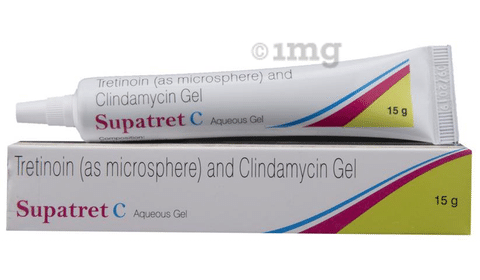 ©1mg
Tretinoin (as microsphere) and
Clindamycin Gel
Supatret C Aqueous Gel
15 g
Composition:
Tretinoin (as microsphere) and Clindamycin Gel
Supatret C Aqueous Gel
15 g